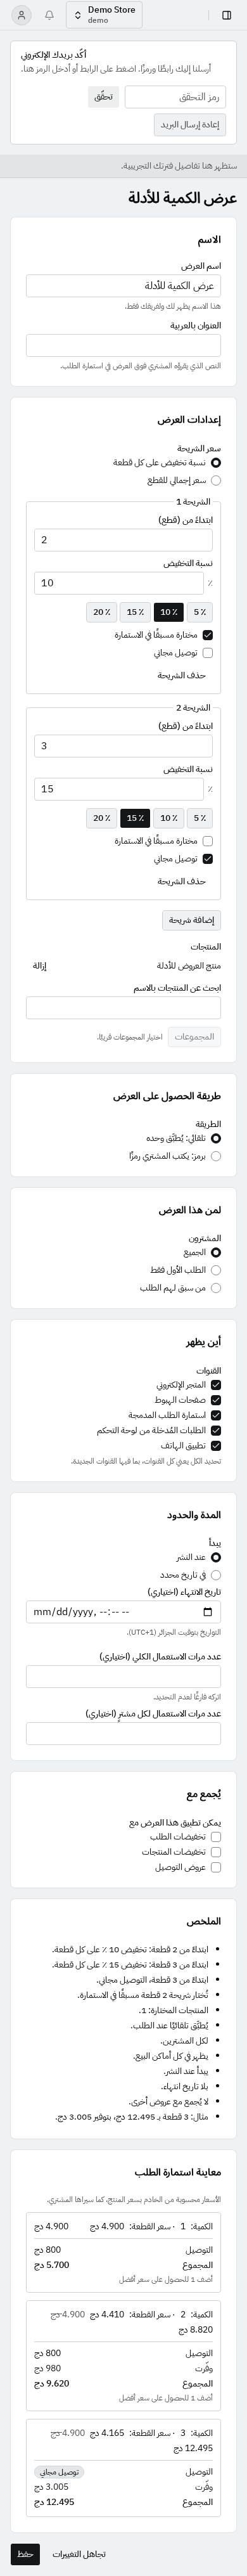 Demo Store
demo
أكّد بريدك الإلكتروني
أرسلنا إليك رابطًا ورمزًا. اضغط على الرابط أو أدخل الرمز هنا.
رمز التحقق
تحقّق
إعادة إرسال البريد
ستظهر هنا تفاصيل فترتك التجريبية.
عرض الكمية للأدلة
الاسم
اسم العرض
عرض الكمية للأدلة
هذا الاسم يظهر لك ولفريقك فقط.
العنوان بالعربية
النص الذي يقرؤه المشتري فوق العرض في استمارة الطلب.
إعدادات العرض
سعر الشريحة
نسبة تخفيض على كل قطعة
سعر إجمالي للقطع
الشريحة 1
ابتداءً من (قطع)
2
نسبة التخفيض
10
٪
5 ٪
10 ٪
15 ٪
20 ٪
مختارة مسبقًا في الاستمارة
توصيل مجاني
حذف الشريحة
الشريحة 2
ابتداءً من (قطع)
3
نسبة التخفيض
15
٪
5 ٪
10 ٪
15 ٪
20 ٪
مختارة مسبقًا في الاستمارة
توصيل مجاني
حذف الشريحة
إضافة شريحة
المنتجات
منتج العروض للأدلة
إزالة
ابحث عن المنتجات بالاسم
المجموعات
اختيار المجموعات قريبًا.
طريقة الحصول على العرض
الطريقة
تلقائي: يُطبَّق وحده
برمز: يكتب المشتري رمزًا
لمن هذا العرض
المشترون
الجميع
الطلب الأول فقط
من سبق لهم الطلب
أين يظهر
القنوات
المتجر الإلكتروني
صفحات الهبوط
استمارة الطلب المدمجة
الطلبات المُدخلة من لوحة التحكم
تطبيق الهاتف
تحديد الكل يعني كل القنوات، بما فيها القنوات الجديدة.
المدة والحدود
يبدأ
عند النشر
في تاريخ محدد
تاريخ الانتهاء (اختياري)
mm/dd/yyyy, --:-- --
التواريخ بتوقيت الجزائر (UTC+1).
عدد مرات الاستعمال الكلي (اختياري)
اتركه فارغًا لعدم التحديد.
عدد مرات الاستعمال لكل مشترٍ (اختياري)
يُجمع مع
يمكن تطبيق هذا العرض مع
تخفيضات الطلب
تخفيضات المنتجات
عروض التوصيل
الملخص
ابتداءً من 2 قطعة: تخفيض 10 ٪ على كل قطعة.
ابتداءً من 3 قطعة: تخفيض 15 ٪ على كل قطعة.
ابتداءً من 3 قطعة، التوصيل مجاني.
تُختار شريحة 2 قطعة مسبقًا في الاستمارة.
المنتجات المختارة: 1.
يُطبَّق تلقائيًا عند الطلب.
لكل المشترين.
يظهر في كل أماكن البيع.
يبدأ عند النشر.
بلا تاريخ انتهاء.
لا يُجمع مع عروض أخرى.
مثال: 3 قطعة بـ 12.495 دج، بتوفير 3.005 دج.
معاينة استمارة الطلب
الأسعار محسوبة من الخادم بسعر المنتج، كما سيراها المشتري.
الكمية: 1 · سعر القطعة: 4.900 دج
4.900 دج
التوصيل
800 دج
المجموع
5.700 دج
أضف 1 للحصول على سعر أفضل
الكمية: 2 · سعر القطعة: 4.410 دج 4.900 دج
8.820 دج
التوصيل
800 دج
وفّرت
980 دج
المجموع
9.620 دج
أضف 1 للحصول على سعر أفضل
الكمية: 3 · سعر القطعة: 4.165 دج 4.900 دج
12.495 دج
التوصيل
توصيل مجاني
وفّرت
3.005 دج
المجموع
12.495 دج
تجاهل التغييرات
حفظ